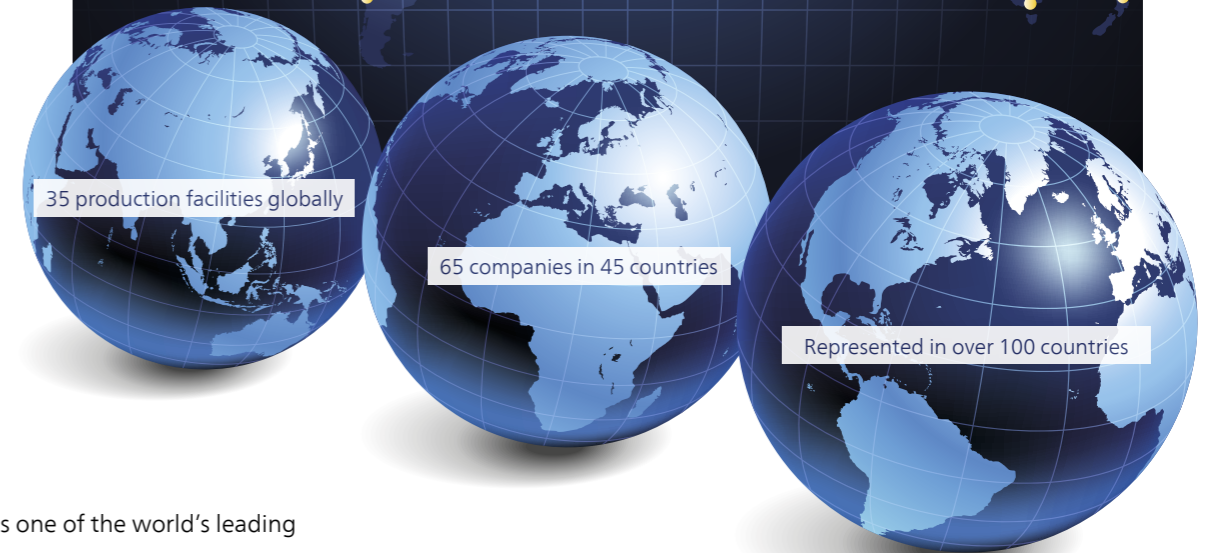 35 production facilities globally
65 companies in 45 countries
Represented in over 100 countries
s one of the world's leading